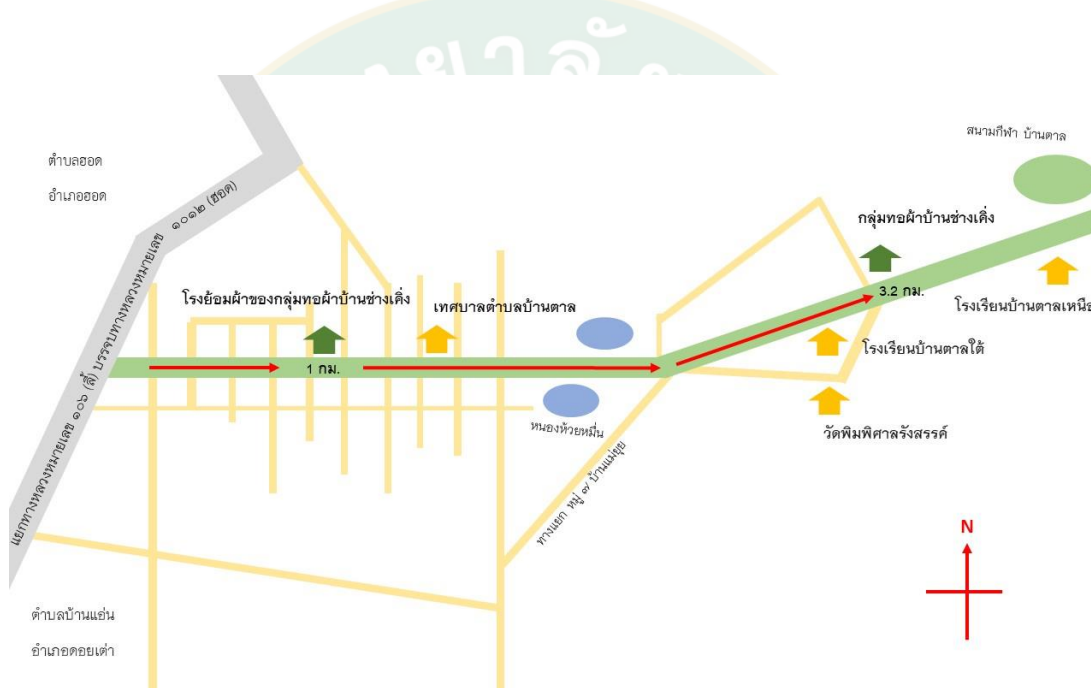 ยาลั
สนามกีฬา บ้านตาล
ตำบลฮอด
อำเภอฮอด
กลุ่มทอผ้าบ้านช่างเคิ่ง
แยกทางหลวงหมายเลข ๑๐๖ (ลี้) บรรจบทางหลวงหมายเลข ๑๐๑๒ (ฮอด)
3.2 กม.
โรงย้อมผ้าของกลุ่มทอผ้าบ้านช่างเคิ่ง
เทศบาลตำบลบ้านตาล
โรงเรียนบ้านตาลเหนือ
โรงเรียนบ้านตาลใต้
1 กม.
หนองห้วยหมื่น
วัดพิมพิศาลรังสรรค์
ทางแยก หมู่ ๗ บ้านแม่ยุย
N
ตำบลบ้านแอ่น
อำเภอดอยเต่า